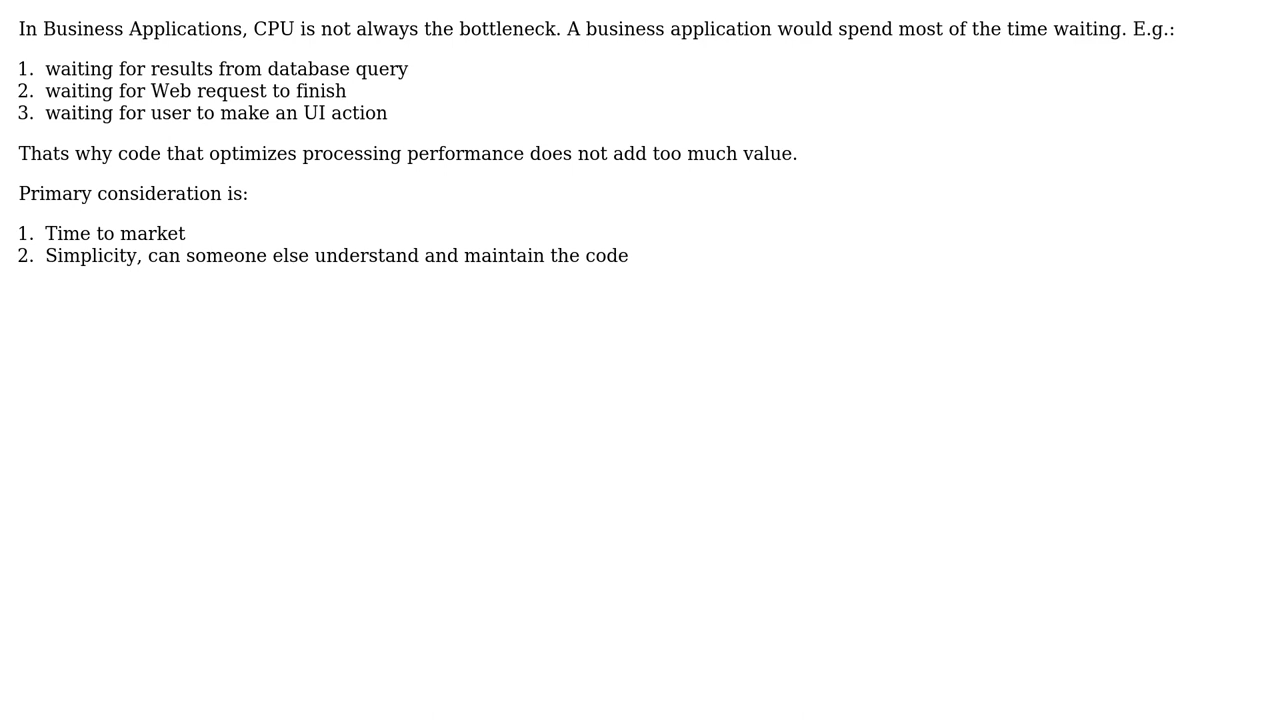 In Business Applications, CPU is not always the bottleneck. A business application would spend most of the time waiting. E.g.:
1. waiting for results from database query
2. waiting for Web request to finish
3. waiting for user to make an UI action
Thats why code that optimizes processing performance does not add too much value.
Primary consideration is:
1. Time to market
2. Simplicity, can someone else understand and maintain the code